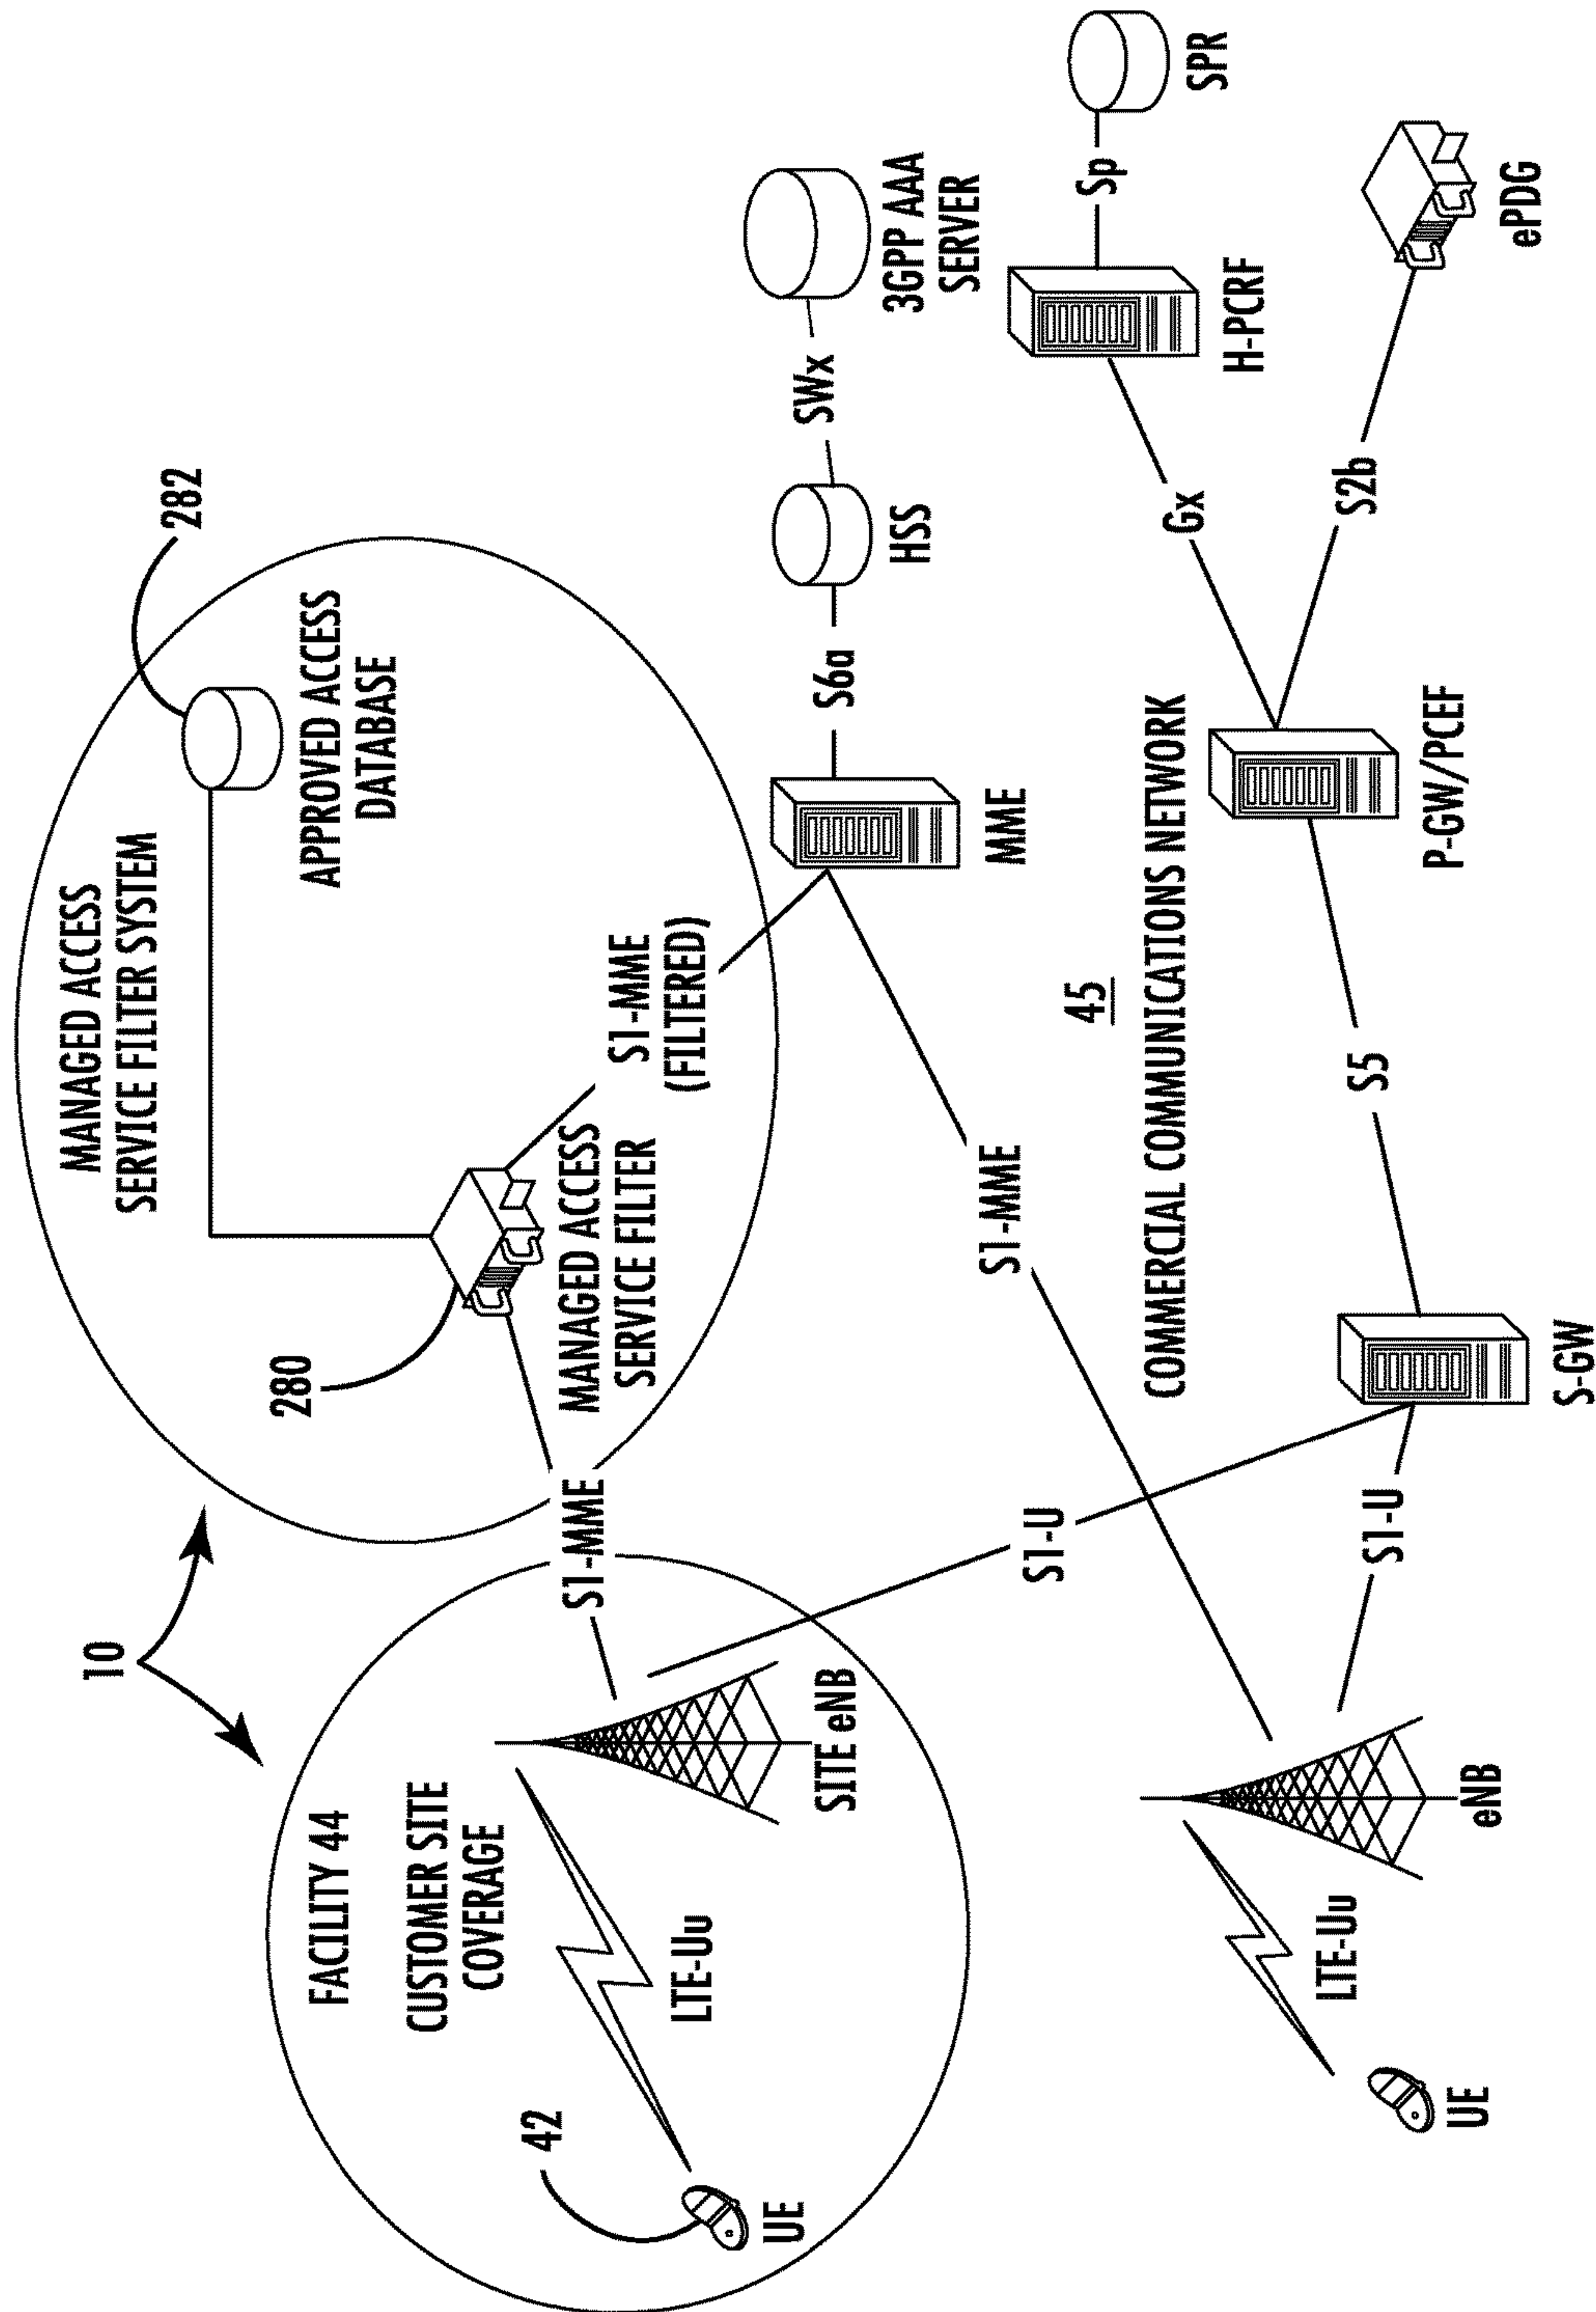 10
282
MANAGED ACCESS
SERVICE FILTER SYSTEM
280
APPROVED ACCESS
DATABASE
FACILITY 44
CUSTOMER SITE
COVERAGE
42
LTE-Uu
UE
SITE eNB
S1-MME
MANAGED ACCESS
SERVICE FILTER
S1-MME
(FILTERED)
MME
S6a
HSS
SWx
3GPP AAA
SERVER
S1-U
S1-MME
45
COMMERCIAL COMMUNICATIONS NETWORK
Gx
H-PCRF
Sp
SPR
LTE-Uu
UE
eNB
S1-U
S-GW
S5
P-GW/PCEF
S2b
ePDG